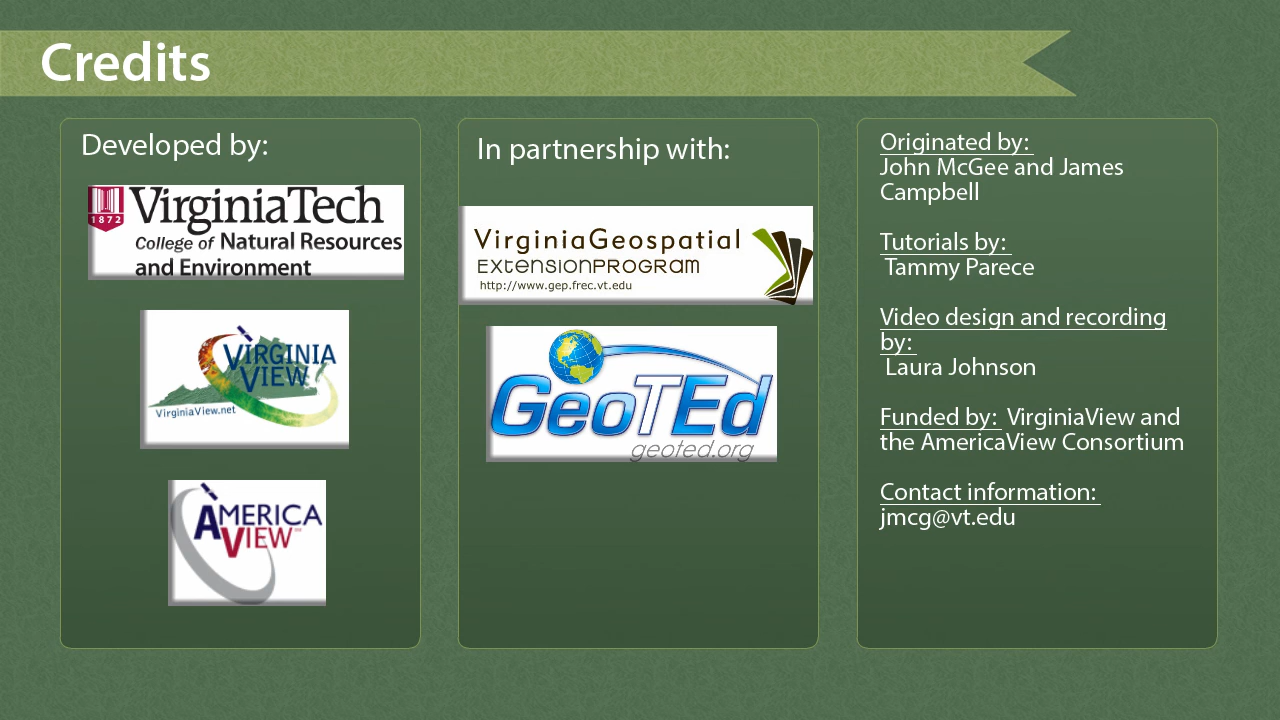 Credits
Developed by:
VirginiaTech
1872
College of Natural Resources
and Environment
VIRGINIA
VIEW
VirginiaView.net
AMERICA
VIEW
In partnership with:
VirginiaGeospatial
ExtensionPROGRAM
http://www.gep.frec.vt.edu
GeoTEd
geoted.org
Originated by:
John McGee and James
Campbell
Tutorials by:
Tammy Parece
Video design and recording
by:
Laura Johnson
Funded by: VirginiaView and
the AmericaView Consortium
Contact information:
jmcg@vt.edu